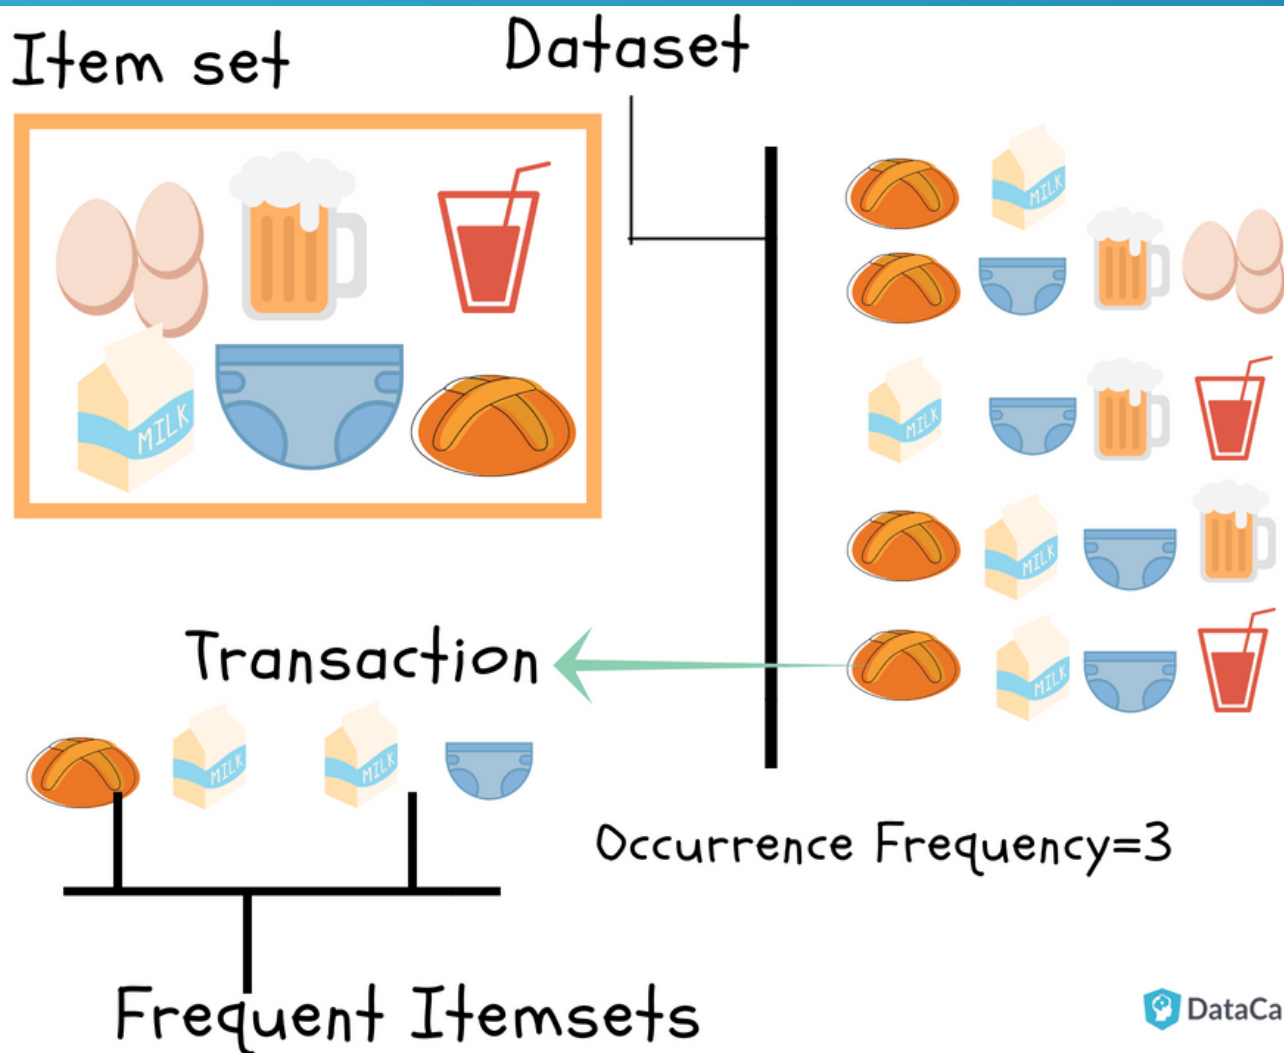 Item set
Dataset
MILK
MILK
MILK
MILK
MILK
Transaction
MILK
MILK
Occurrence Frequency=3
Frequent Itemsets
DataCa